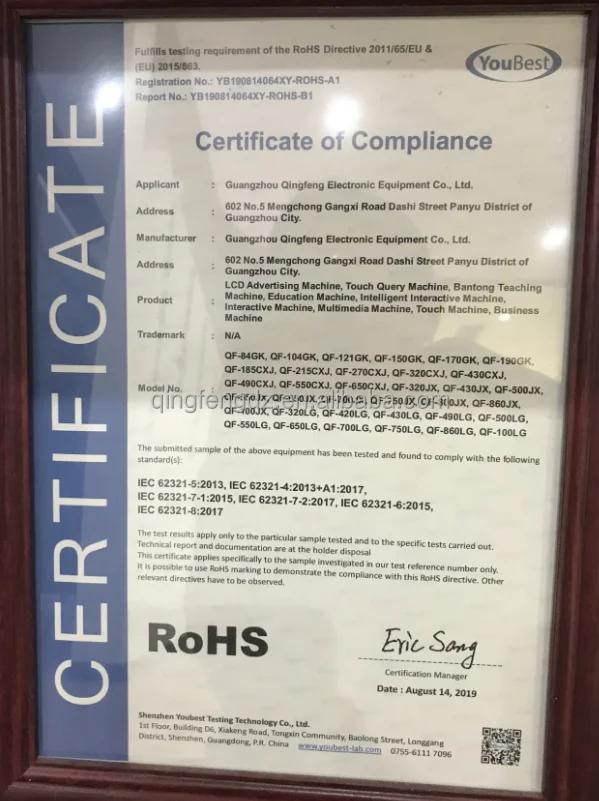 CERTIFICATE
Fulfills testing requirement of the RoHS Directive 2011/65/EU &
(EU) 2015/863.
Registration No.: YB190814064XY-ROHS-A1
Report No.: YB190814064XY-ROHS-B1
YouBest
Certificate of Compliance
Applicant : Guangzhou Qingfeng Electronic Equipment Co., Ltd.
Address : 602 No.5 Mengchong Gangxi Road Dashi Street Panyu District of
Guangzhou City.
Manufacturer : Guangzhou Qingfeng Electronic Equipment Co., Ltd.
Address : 602 No.5 Mengchong Gangxi Road Dashi Street Panyu District of
Guangzhou City.
Product : LCD Advertising Machine, Touch Query Machine, Bantong Teaching
Machine, Education Machine, Intelligent Interactive Machine,
Interactive Machine, Multimedia Machine, Touch Machine, Business
Machine
Trademark : N/A
Model No. : QF-84GK, QF-104GK, QF-121GK, QF-150GK, QF-170GK, QF-190GK,
QF-185CXJ, QF-215CXJ, QF-270CXJ, QF-320CXJ, QF-430CXJ,
QF-490CXJ, QF-550CXJ, QF-650CXJ, QF-320JX, QF-430JX, QF-500JX,
QF-860JX,
QF-320LG, QF-420LG, QF-430LG, QF-490LG, QF-500LG,
QF-550LG, QF-650LG, QF-700LG, QF-750LG, QF-860LG, QF-100LG
The submitted sample of the above equipment has been tested and found to comply with the following
standard(s):
IEC 62321-5:2013, IEC 62321-4:2013+A1:2017,
IEC 62321-7-1:2015, IEC 62321-7-2:2017, IEC 62321-6:2015,
IEC 62321-8:2017
The test results apply only to the particular sample tested and to the specific tests carried out.
Technical report and documentation are at the holder disposal
This certificate applies specifically to the sample investigated in our test reference number only.
It is possible to use RoHS marking to demonstrate the compliance with this RoHS directive. Other
relevant directives have to be observed.
RoHS
Eric Sang
Certification Manager
Date : August 14, 2019
Shenzhen Youbest Testing Technology Co., Ltd.
1st Floor, Building D6, Xiakeng Road, Tongxin Community, Baolong Street, Longgang
District, Shenzhen, Guangdong, P.R. China www.youbest-lab.com 0755-6111 7096